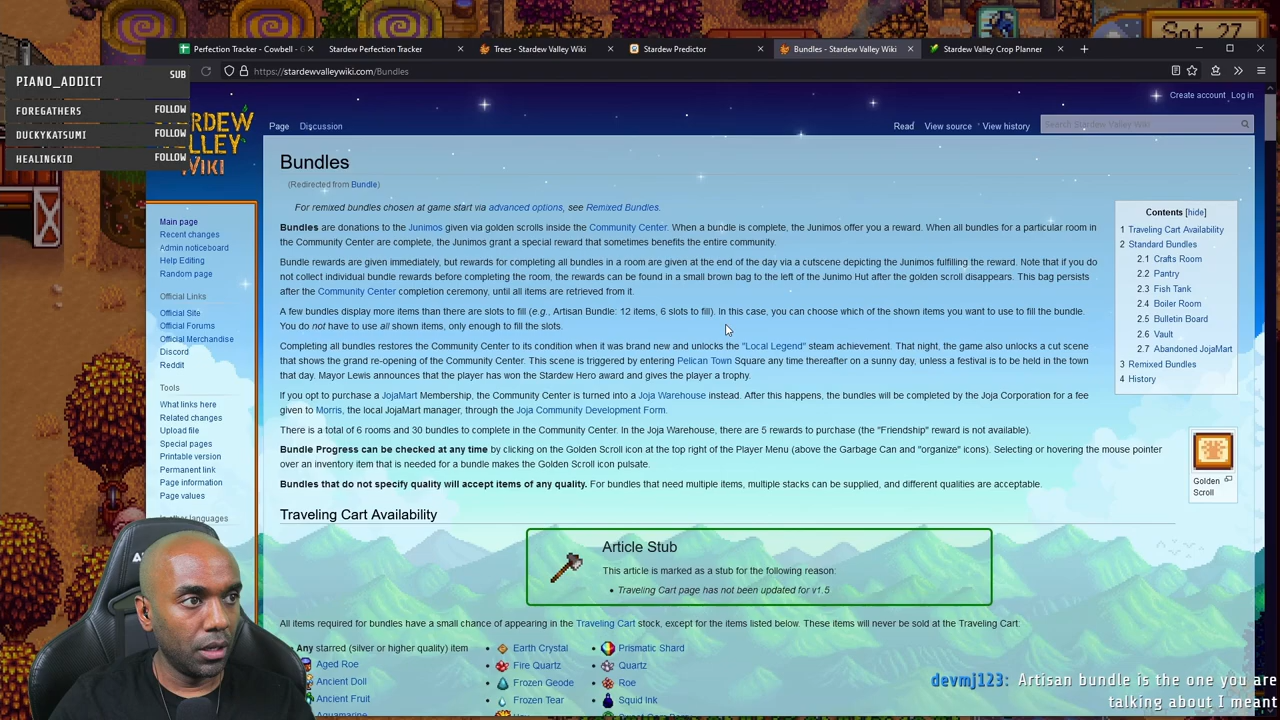 Sat 27
Perfection Tracker - Cowbell - G
Stardew Perfection Tracker
Trees - Stardew Valley Wiki
Stardew Predictor
Bundles - Stardew Valley Wiki
Stardew Valley Crop Planner
https://stardewvalleywiki.com/Bundles
PIANO_ADDICT SUB
FOREGATHERS FOLLOW
DUCKYKATSUMI FOLLOW
HEALINGKID FOLLOW
Create account Log in
Page Discussion Read View source View history Search Stardew Valley Wiki
VALLEY
WIKI
Main page
Recent changes
Admin noticeboard
Help Editing
Random page
Official Links
Official Site
Official Forums
Official Merchandise
Discord
Reddit
Tools
What links here
Related changes
Upload file
Special pages
Printable version
Permanent link
Page information
Page values
other languages
Bundles
(Redirected from Bundle)
For remixed bundles chosen at game start via advanced options, see Remixed Bundles.
Bundles are donations to the Junimos given via golden scrolls inside the Community Center. When a bundle is complete, the Junimos offer you a reward. When all bundles for a particular room in
the Community Center are complete, the Junimos grant a special reward that sometimes benefits the entire community.
Bundle rewards are given immediately, but rewards for completing all bundles in a room are given at the end of the day via a cutscene depicting the Junimos fulfilling the reward. Note that if you do
not collect individual bundle rewards before completing the room, the rewards can be found in a small brown bag to the left of the Junimo Hut after the golden scroll disappears. This bag persists
after the Community Center completion ceremony, until all items are retrieved from it.
A few bundles display more items than there are slots to fill (e.g., Artisan Bundle: 12 items, 6 slots to fill). In this case, you can choose which of the shown items you want to use to fill the bundle.
You do not have to use all shown items, only enough to fill the slots.
Completing all bundles restores the Community Center to its condition when it was brand new and unlocks the "Local Legend" steam achievement. That night, the game also unlocks a cut scene
that shows the grand re-opening of the Community Center. This scene is triggered by entering Pelican Town Square any time thereafter on a sunny day, unless a festival is to be held in the town
that day. Mayor Lewis announces that the player has won the Stardew Hero award and gives the player a trophy.
If you opt to purchase a JojaMart Membership, the Community Center is turned into a Joja Warehouse instead. After this happens, the bundles will be completed by the Joja Corporation for a fee
given to Morris, the local JojaMart manager, through the Joja Community Development Form.
There is a total of 6 rooms and 30 bundles to complete in the Community Center. In the Joja Warehouse, there are 5 rewards to purchase (the "Friendship" reward is not available).
Bundle Progress can be checked at any time by clicking on the Golden Scroll icon at the top right of the Player Menu (above the Garbage Can and "organize" icons). Selecting or hovering the mouse pointer
over an inventory item that is needed for a bundle makes the Golden Scroll icon pulsate.
Bundles that do not specify quality will accept items of any quality. For bundles that need multiple items, multiple stacks can be supplied, and different qualities are acceptable.
Contents [hide]
1 Traveling Cart Availability
2 Standard Bundles
2.1 Crafts Room
2.2 Pantry
2.3 Fish Tank
2.4 Boiler Room
2.5 Bulletin Board
2.6 Vault
2.7 Abandoned JojaMart
3 Remixed Bundles
4 History
Golden
Scroll
Traveling Cart Availability
Article Stub
This article is marked as a stub for the following reason:
• Traveling Cart page has not been updated for v1.5
All items required for bundles have a small chance of appearing in the Traveling Cart stock, except for the items listed below. These items will never be sold at the Traveling Cart.
Any starred (silver or higher quality) item
Aged Roe
Ancient Doll
Ancient Fruit
Aquamarine
• Earth Crystal
• Fire Quartz
• Frozen Geode
• Frozen Tear
• Prismatic Shard
• Quartz
• Roe
• Squid Ink
devmj123: Artisan bundle is the one you are
talking about I meant